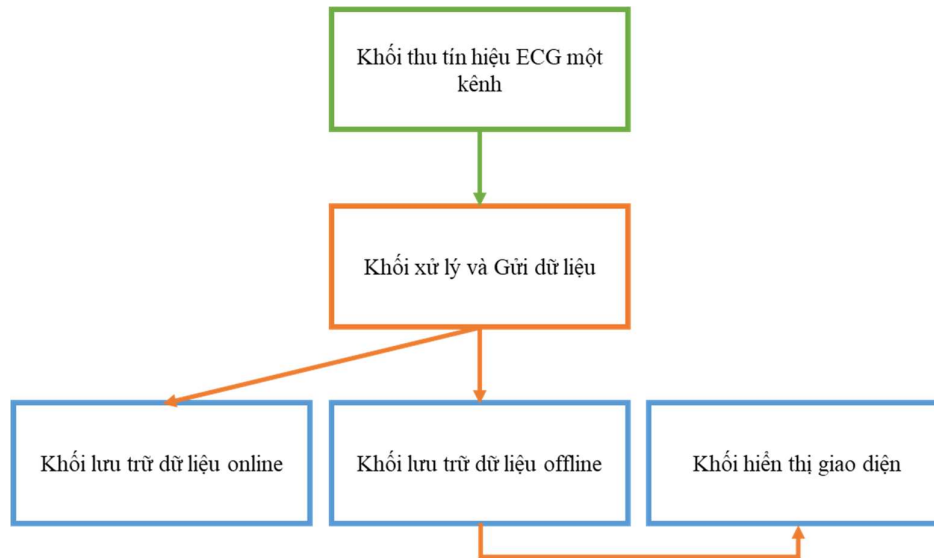 Khối thu tín hiệu ECG một
kênh
Khối xử lý và Gửi dữ liệu
Khối lưu trữ dữ liệu online
Khối lưu trữ dữ liệu offline
Khối hiển thị giao diện